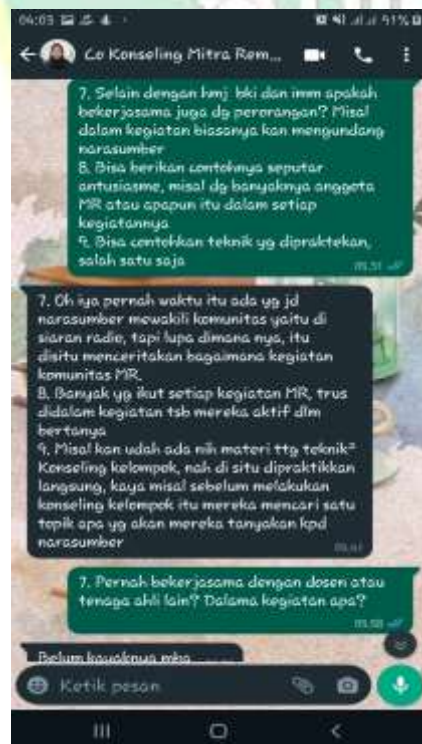 04:03
91%
Co Konseling Mitra Rem...
7. Selain dengan hmj bki dan imm apakah
bekerjasama juga dg perorangan? Misal
dalam kegiatan biasanya kan mengundang
narasumber
8. Bisa berikan contohnya seputar
antusiasme, misal dg banyaknya anggota
MR atau apapun itu dalam setiap
kegiatannya
9. Bisa contohkan teknik yg dipraktekan,
salah satu saja
7. Oh iya pernah waktu itu ada yg jd
narasumber mewakili komunitas yaitu di
siaran radio, tapi lupa dimana nya, itu
disitu menceritakan bagaimana kegiatan
komunitas MR.
8. Banyak yg ikut setiap kegiatan MR, trus
didalam kegiatan tsb mereka aktif dlm
bertanya
9. Misal kan udah ada nih materi ttg teknik²
Konseling kelompok, nah di situ dipraktikkan
langsung, kaya misal sebelum melakukan
konseling kelompok itu mereka mencari satu
topik apa yg akan mereka tanyakan kpd
narasumber
7. Pernah bekerjasama dengan dosen atau
tenaga ahli lain? Dalama kegiatan apa?
Belum kayaknya mba
Ketik pesan